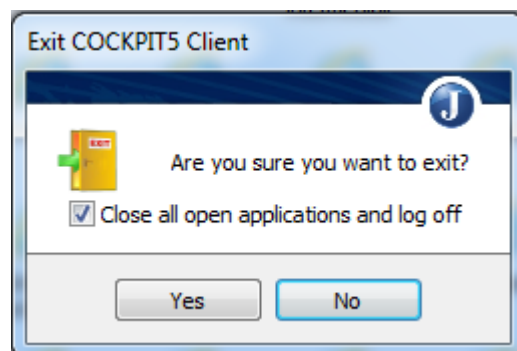 Exit COCKPIT5 Client
J
EXIT
Are you sure you want to exit?
Close all open applications and log off
Yes
No